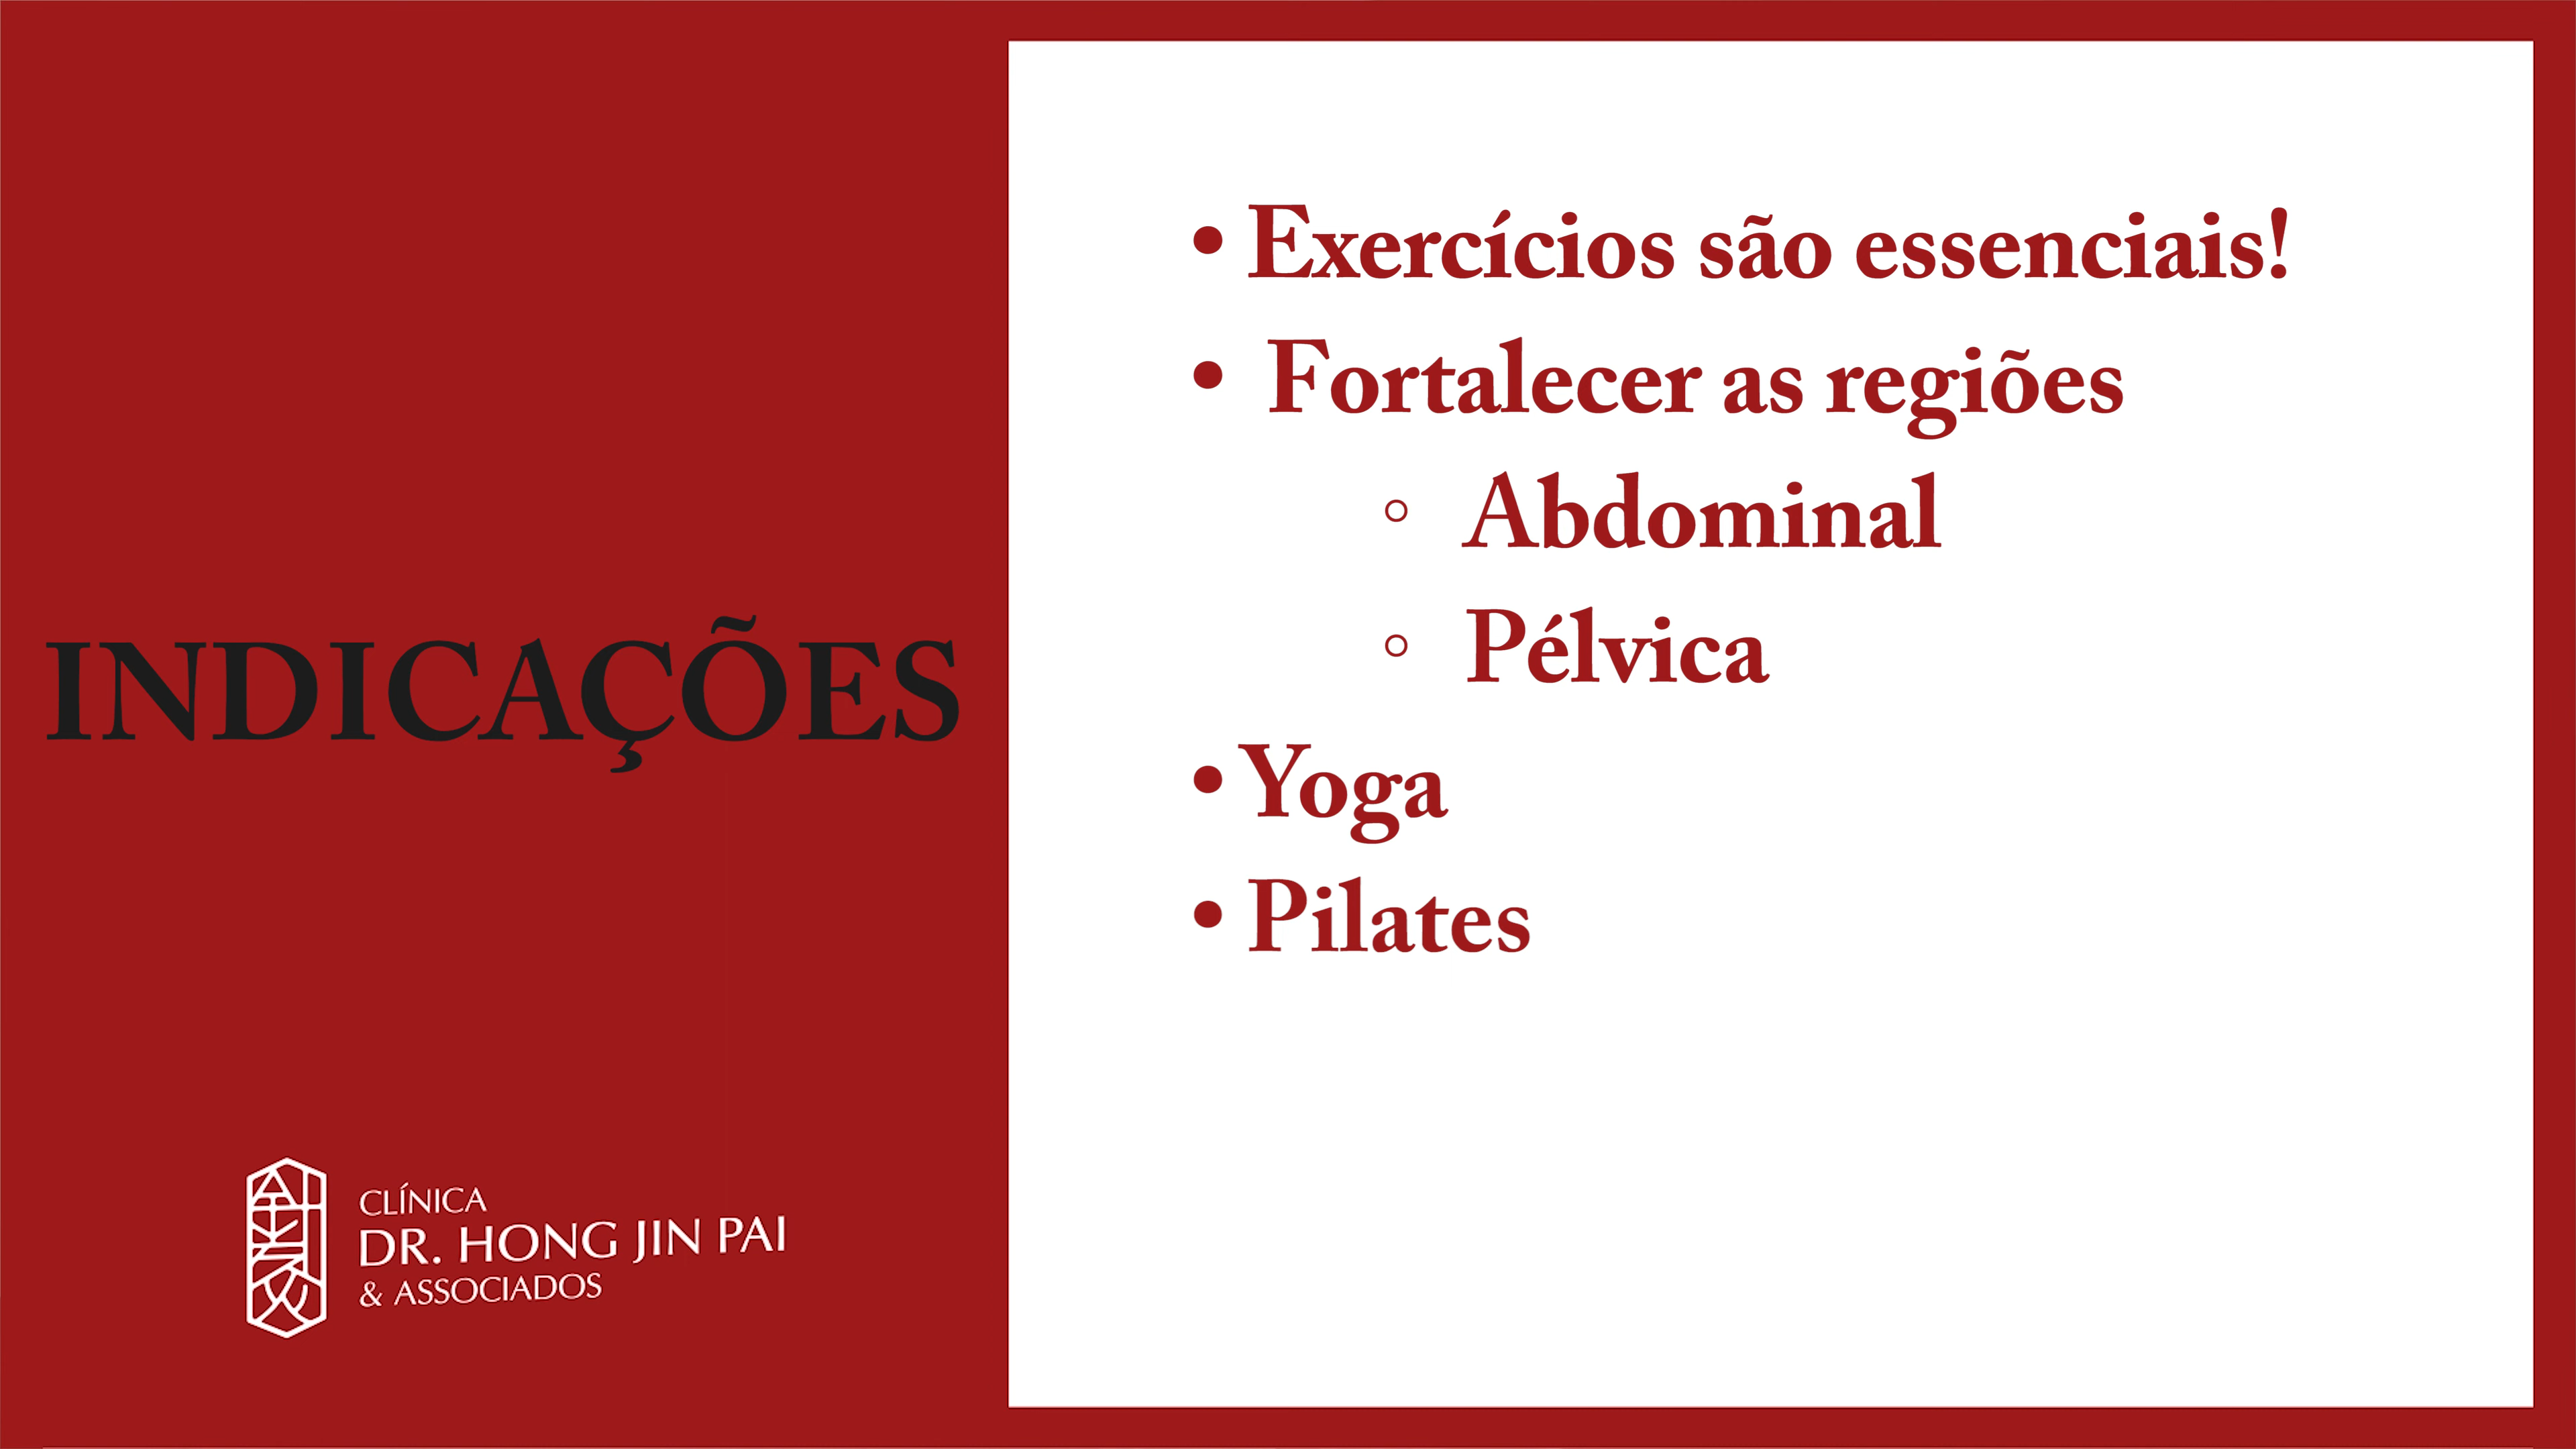 INDICAÇÕES
• Exercícios são essenciais!
• Fortalecer as regiões
◦ Abdominal
◦ Pélvica
• Yoga
• Pilates
CLÍNICA
DR. HONG JIN PAI
& ASSOCIADOS